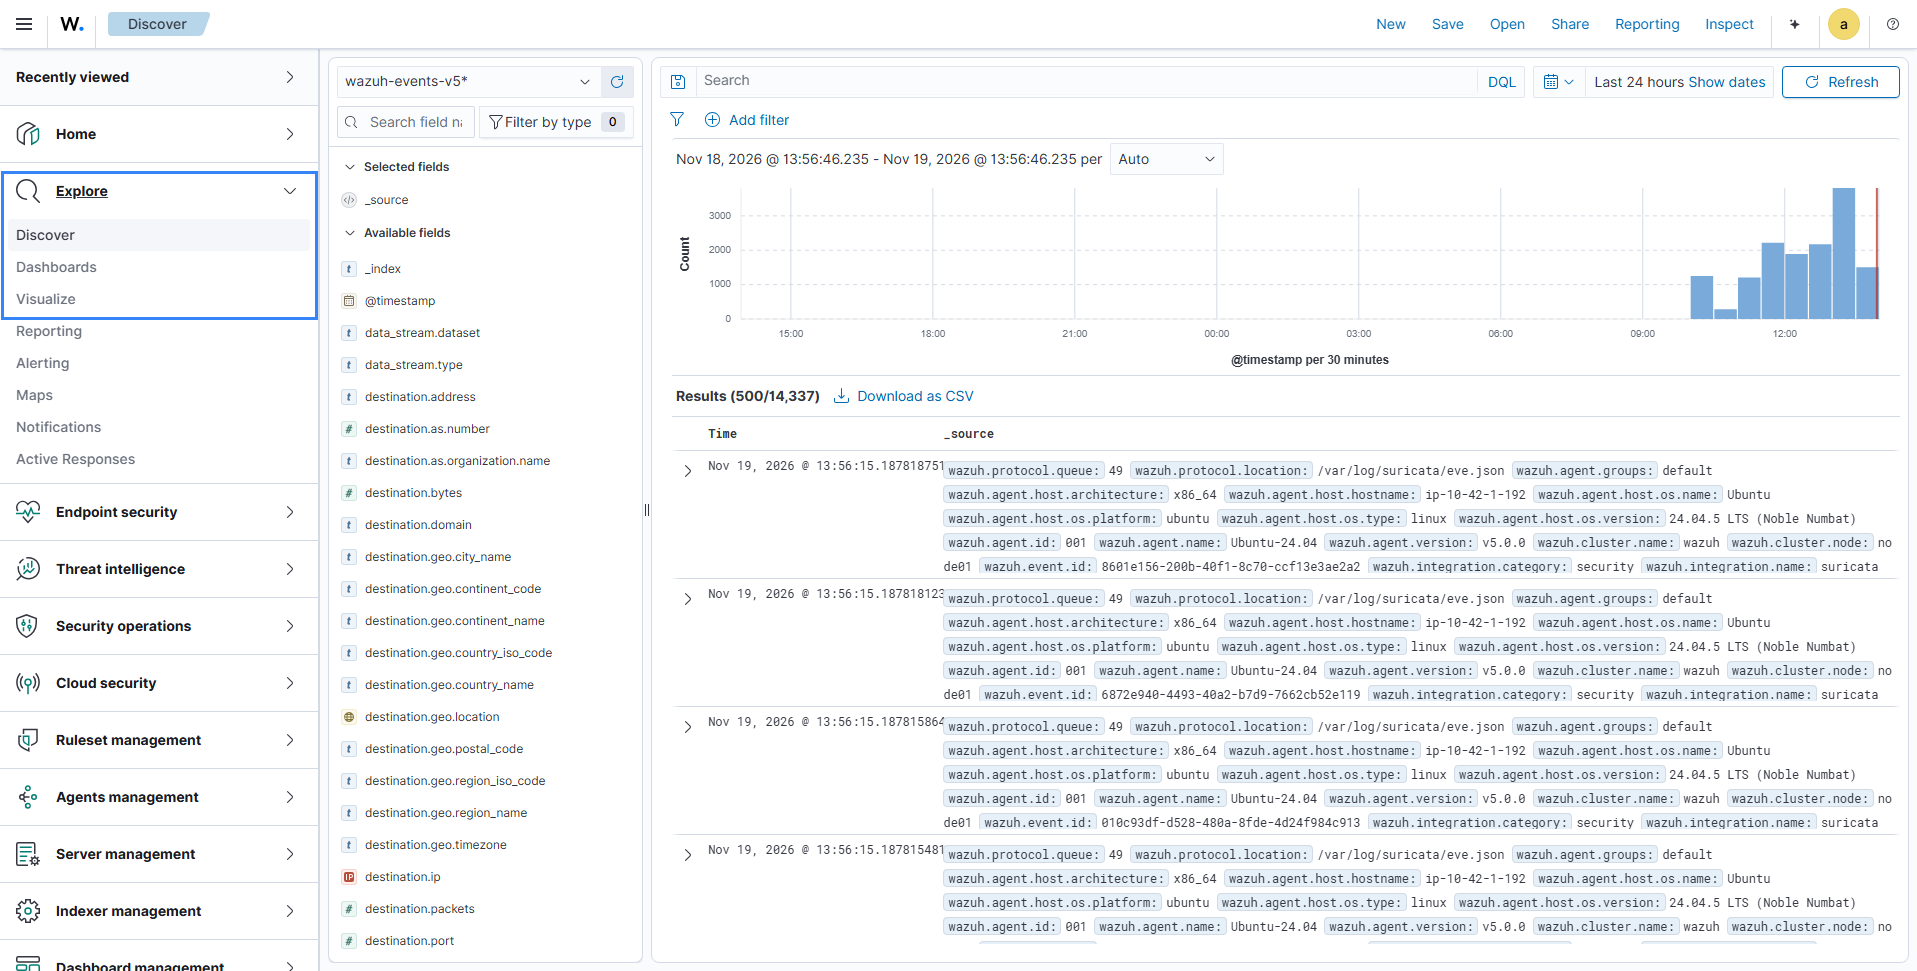 W.
Discover
New
Save
Open
Share
Reporting
Inspect
a
Recently viewed
Home
Explore
Discover
Dashboards
Visualize
Reporting
Alerting
Maps
Notifications
Active Responses
Endpoint security
Threat intelligence
Security operations
Cloud security
Ruleset management
Agents management
Server management
Indexer management
Dashboard management
wazuh-events-v5*
Search field
Filter by type 0
Selected fields
_source
Available fields
_index
@timestamp
data_stream.dataset
data_stream.type
destination.address
destination.as.number
destination.as.organization.name
destination.bytes
destination.domain
destination.geo.city_name
destination.geo.continent_code
destination.geo.continent_name
destination.geo.country_iso_code
destination.geo.country_name
destination.geo.location
destination.geo.postal_code
destination.geo.region_iso_code
destination.geo.region_name
destination.geo.timezone
destination.ip
destination.packets
destination.port
Search
DQL
Last 24 hours Show dates
Refresh
Add filter
Nov 18, 2026 @ 13:56:46.235 - Nov 19, 2026 @ 13:56:46.235 per Auto
Count
3000
2000
1000
0
15:00 18:00 21:00 00:00 03:00 06:00 09:00 12:00
@timestamp per 30 minutes
Results (500/14,337) Download as CSV
Time _source
Nov 19, 2026 @ 13:56:15.187818751 wazuh.protocol.queue: 49 wazuh.protocol.location: /var/log/suricata/eve.json wazuh.agent.groups: default
wazuh.agent.host.architecture: x86_64 wazuh.agent.host.hostname: ip-10-42-1-192 wazuh.agent.host.os.name: Ubuntu
wazuh.agent.host.os.platform: ubuntu wazuh.agent.host.os.type: linux wazuh.agent.host.os.version: 24.04.5 LTS (Noble Numbat)
wazuh.agent.id: 001 wazuh.agent.name: Ubuntu-24.04 wazuh.agent.version: v5.0.0 wazuh.cluster.name: wazuh wazuh.cluster.node: no
de01 wazuh.event.id: 8601e156-200b-40f1-8c70-ccf13e3ae2a2 wazuh.integration.category: security wazuh.integration.name: suricata
Nov 19, 2026 @ 13:56:15.187818123 wazuh.protocol.queue: 49 wazuh.protocol.location: /var/log/suricata/eve.json wazuh.agent.groups: default
wazuh.agent.host.architecture: x86_64 wazuh.agent.host.hostname: ip-10-42-1-192 wazuh.agent.host.os.name: Ubuntu
wazuh.agent.host.os.platform: ubuntu wazuh.agent.host.os.type: linux wazuh.agent.host.os.version: 24.04.5 LTS (Noble Numbat)
wazuh.agent.id: 001 wazuh.agent.name: Ubuntu-24.04 wazuh.agent.version: v5.0.0 wazuh.cluster.name: wazuh wazuh.cluster.node: no
de01 wazuh.event.id: 6872e940-4493-40a2-b7d9-7662cb52e119 wazuh.integration.category: security wazuh.integration.name: suricata
Nov 19, 2026 @ 13:56:15.187815864 wazuh.protocol.queue: 49 wazuh.protocol.location: /var/log/suricata/eve.json wazuh.agent.groups: default
wazuh.agent.host.architecture: x86_64 wazuh.agent.host.hostname: ip-10-42-1-192 wazuh.agent.host.os.name: Ubuntu
wazuh.agent.host.os.platform: ubuntu wazuh.agent.host.os.type: linux wazuh.agent.host.os.version: 24.04.5 LTS (Noble Numbat)
wazuh.agent.id: 001 wazuh.agent.name: Ubuntu-24.04 wazuh.agent.version: v5.0.0 wazuh.cluster.name: wazuh wazuh.cluster.node: no
de01 wazuh.event.id: 010c93df-d528-480a-8fde-4d24f984c913 wazuh.integration.category: security wazuh.integration.name: suricata
Nov 19, 2026 @ 13:56:15.187815481 wazuh.protocol.queue: 49 wazuh.protocol.location: /var/log/suricata/eve.json wazuh.agent.groups: default
wazuh.agent.host.architecture: x86_64 wazuh.agent.host.hostname: ip-10-42-1-192 wazuh.agent.host.os.name: Ubuntu
wazuh.agent.host.os.platform: ubuntu wazuh.agent.host.os.type: linux wazuh.agent.host.os.version: 24.04.5 LTS (Noble Numbat)
wazuh.agent.id: 001 wazuh.agent.name: Ubuntu-24.04 wazuh.agent.version: v5.0.0 wazuh.cluster.name: wazuh wazuh.cluster.node: no